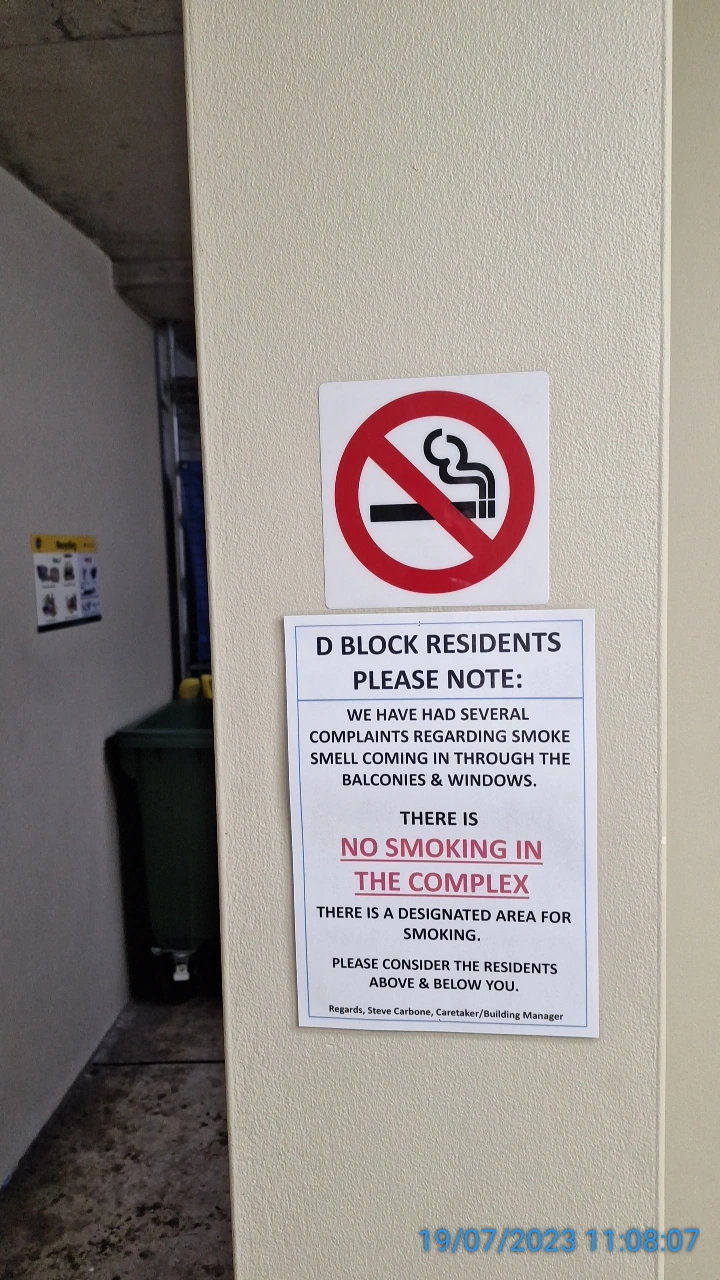 Recycling
D BLOCK RESIDENTS
PLEASE NOTE:
WE HAVE HAD SEVERAL
COMPLAINTS REGARDING SMOKE
SMELL COMING IN THROUGH THE
BALCONIES & WINDOWS.
THERE IS
NO SMOKING IN
THE COMPLEX
THERE IS A DESIGNATED AREA FOR
SMOKING.
PLEASE CONSIDER THE RESIDENTS
ABOVE & BELOW YOU.
Regards, Steve Carbone, Caretaker/Building Manager
19/07/2023 11:08:07